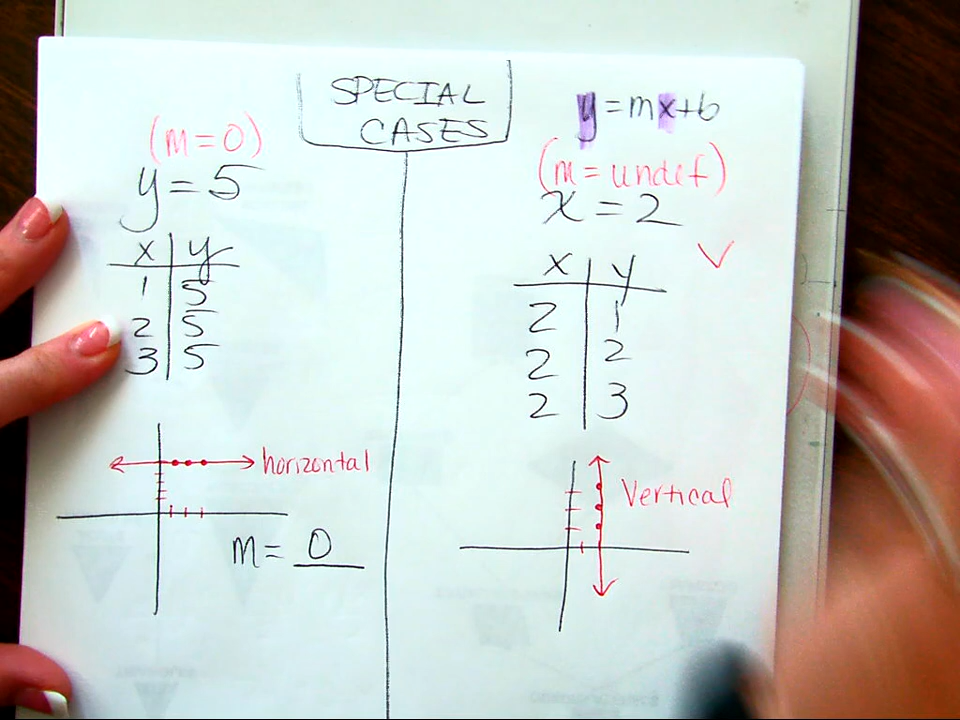 SPECIAL
CASES
(m=0)
y=5
x y
1 5
2 5
3 5
horizontal
m= 0
y=mx+b
(m=undef)
x=2
V
x y
2 1
2 2
2 3
Vertical